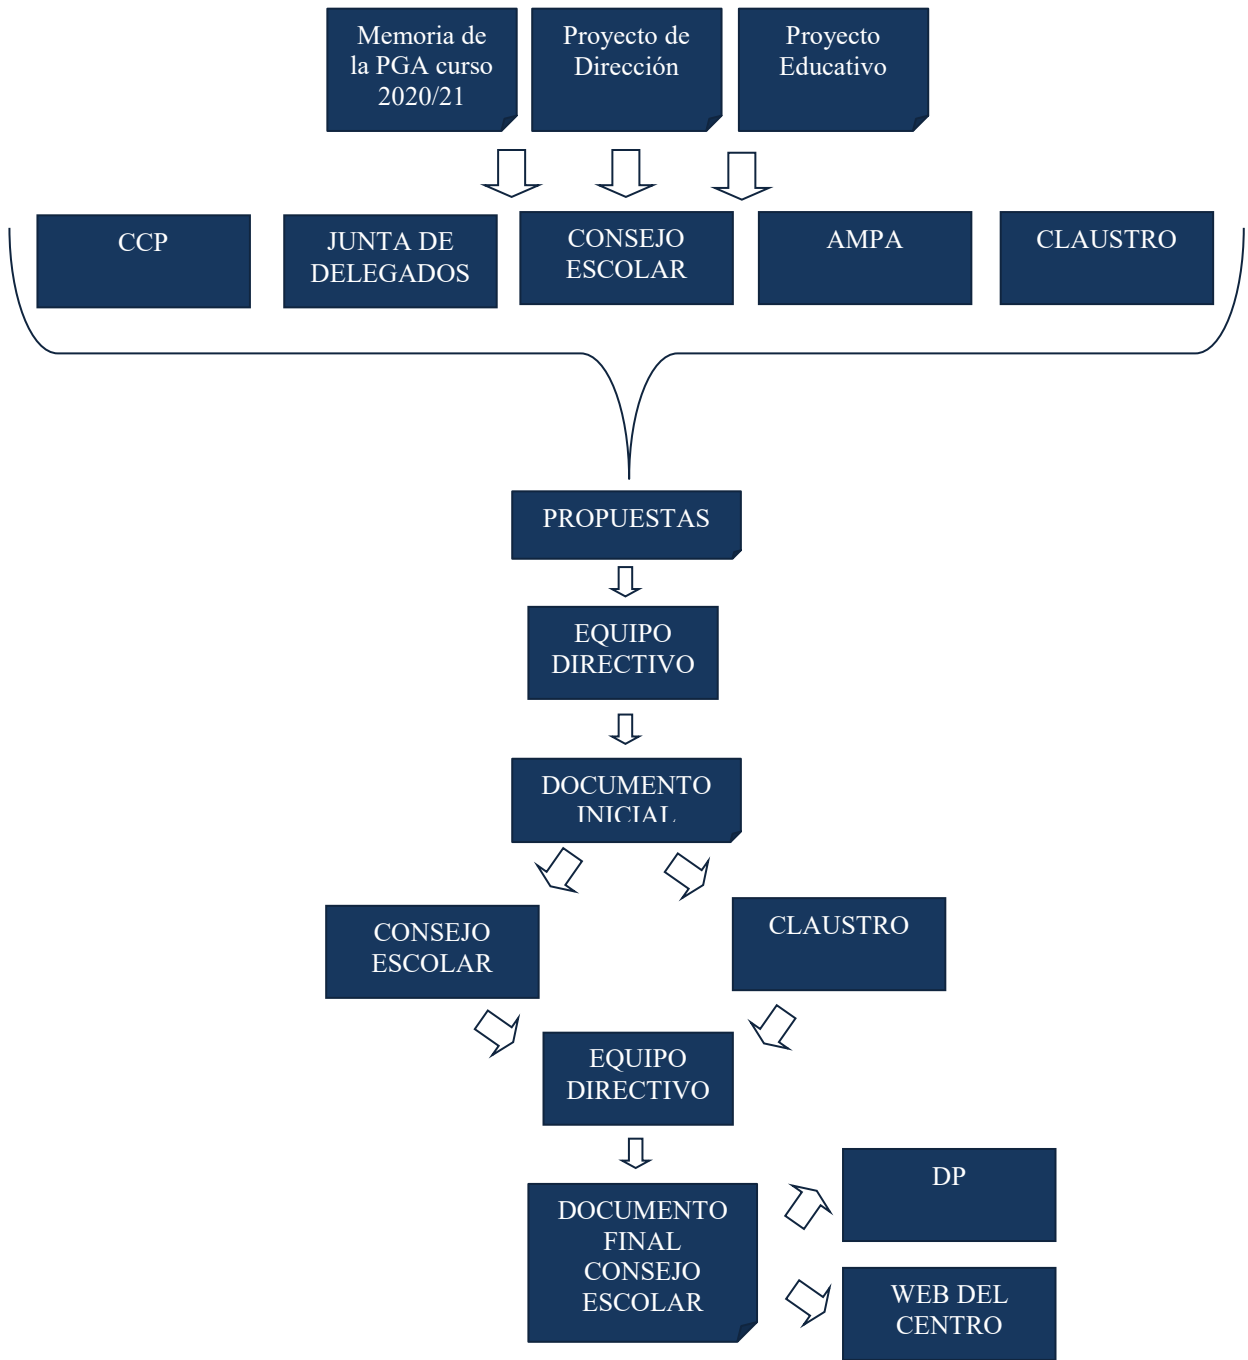 Memoria de
la PGA curso
2020/21
Proyecto de
Dirección
Proyecto
Educativo
CCP
JUNTA DE
DELEGADOS
CONSEJO
ESCOLAR
AMPA
CLAUSTRO
PROPUESTAS
EQUIPO
DIRECTIVO
DOCUMENTO
INICIAL
CONSEJO
ESCOLAR
CLAUSTRO
EQUIPO
DIRECTIVO
DOCUMENTO
FINAL
CONSEJO
ESCOLAR
DP
WEB DEL
CENTRO